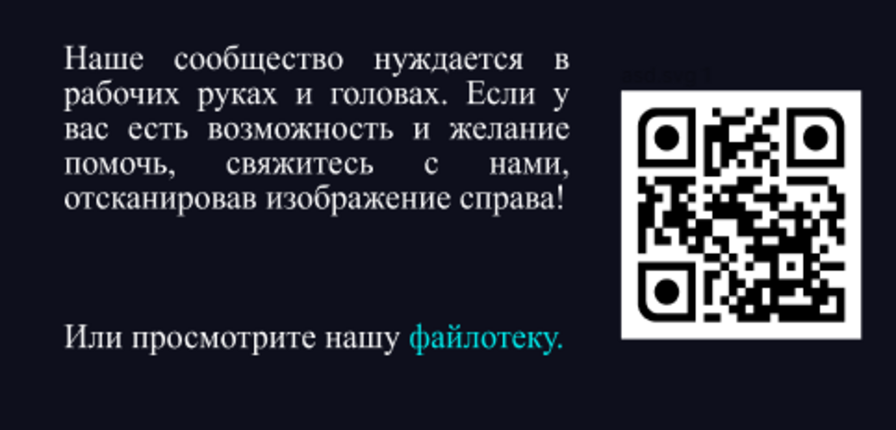 Наше сообщество нуждается в
рабочих руках и головах. Если у
вас есть возможность и желание
помочь, свяжитесь с нами,
отсканировав изображение справа!
Или просмотрите нашу файлотеку.